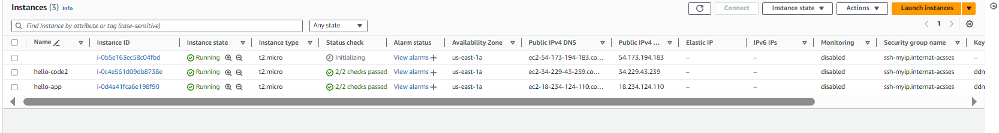 Instances (3) Info Connect Instance state Actions Launch instances
Find Instance by attribute or tag (case-sensitive) Any state 1
Name Instance ID Instance state Instance type Status check Alarm status Availability Zone Public IPv4 DNS Public IPv4 ... Elastic IP IPv6 IPs Monitoring Security group name Key
i-0b5e163ec58c04fbd Running t2.micro Initializing View alarms + us-east-1a ec2-54-173-194-183.co... 54.173.194.183 – – disabled ssh-myip,internat-acsses –
hello-code2 i-0c4e561d09db8738e Running t2.micro 2/2 checks passed View alarms + us-east-1a ec2-34-229-43-239.co... 34.229.43.239 – – disabled ssh-myip,internat-acsses ddn
hello-app i-0d4a41fca6e198f90 Running t2.micro 2/2 checks passed View alarms + us-east-1a ec2-18-234-124-110.co... 18.234.124.110 – – disabled ssh-myip,internat-acsses ddn